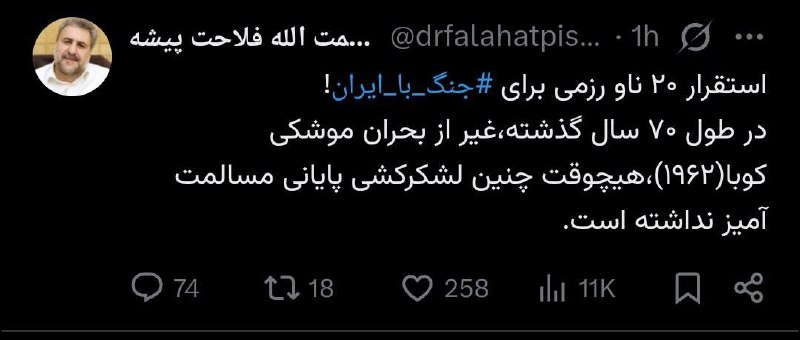 ...مت الله فلاحت پیشه @drfalahatpis... · 1h
استقرار ۲۰ ناو رزمی برای #جنگ_با_ایران!
در طول ۷۰ سال گذشته،غیر از بحران موشکی
کوبا(۱۹۶۲)،هیچوقت چنین لشکرکشی پایانی مسالمت
آمیز نداشته است.
74 18 258 11K